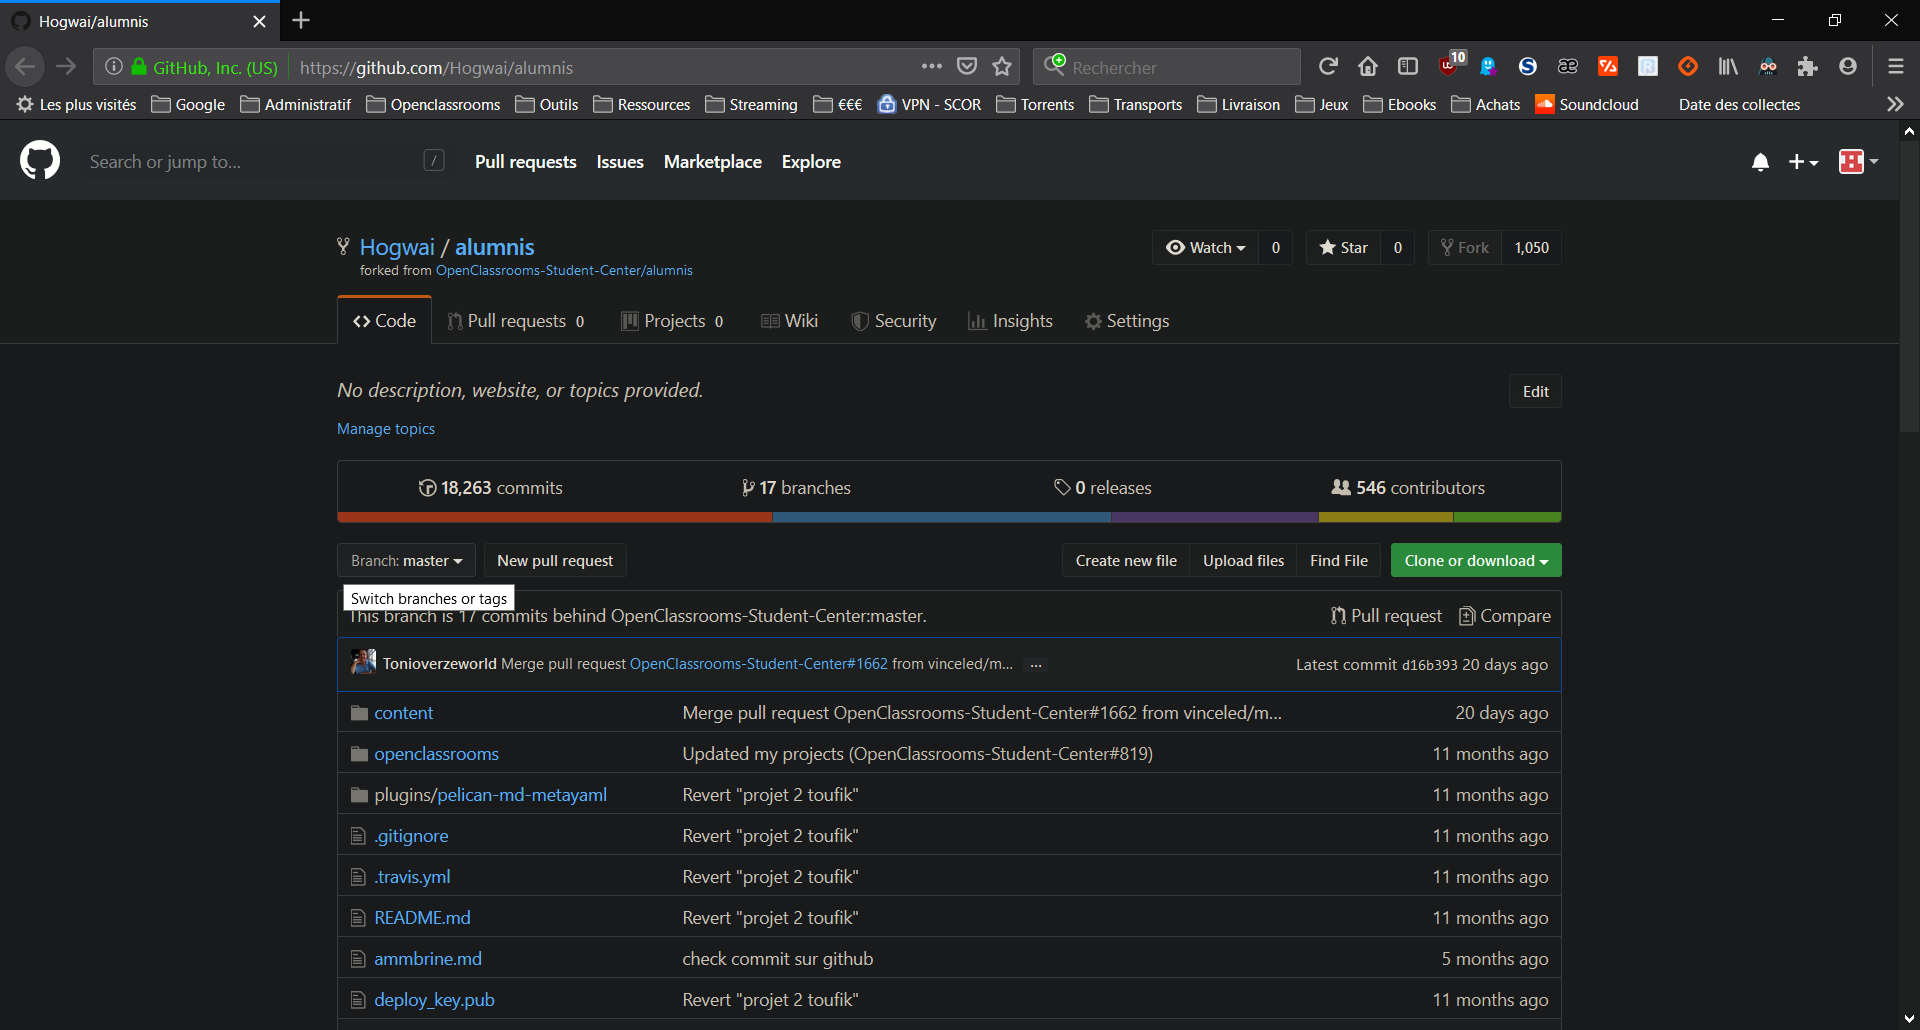 Hogwai/alumnis
GitHub, Inc. (US) https://github.com/Hogwai/alumnis Rechercher 10
Les plus visités Google Administratif Openclassrooms Outils Ressources Streaming €€€ VPN - SCOR Torrents Transports Livraison Jeux Ebooks Achats Soundcloud Date des collectes
Search or jump to... / Pull requests Issues Marketplace Explore
Hogwai / alumnis Watch 0 Star 0 Fork 1,050
forked from OpenClassrooms-Student-Center/alumnis
Code Pull requests 0 Projects 0 Wiki Security Insights Settings
No description, website, or topics provided. Edit
Manage topics
18,263 commits 17 branches 0 releases 546 contributors
Branch: master New pull request Create new file Upload files Find File Clone or download
Switch branches or tags
This branch is 17 commits behind OpenClassrooms-Student-Center:master. Pull request Compare
Tonioverzeworld Merge pull request OpenClassrooms-Student-Center#1662 from vinceled/m... ... Latest commit d16b393 20 days ago
content Merge pull request OpenClassrooms-Student-Center#1662 from vinceled/m... 20 days ago
openclassrooms Updated my projects (OpenClassrooms-Student-Center#819) 11 months ago
plugins/pelican-md-metayaml Revert "projet 2 toufik" 11 months ago
.gitignore Revert "projet 2 toufik" 11 months ago
.travis.yml Revert "projet 2 toufik" 11 months ago
README.md Revert "projet 2 toufik" 11 months ago
ammbrine.md check commit sur github 5 months ago
deploy_key.pub Revert "projet 2 toufik" 11 months ago